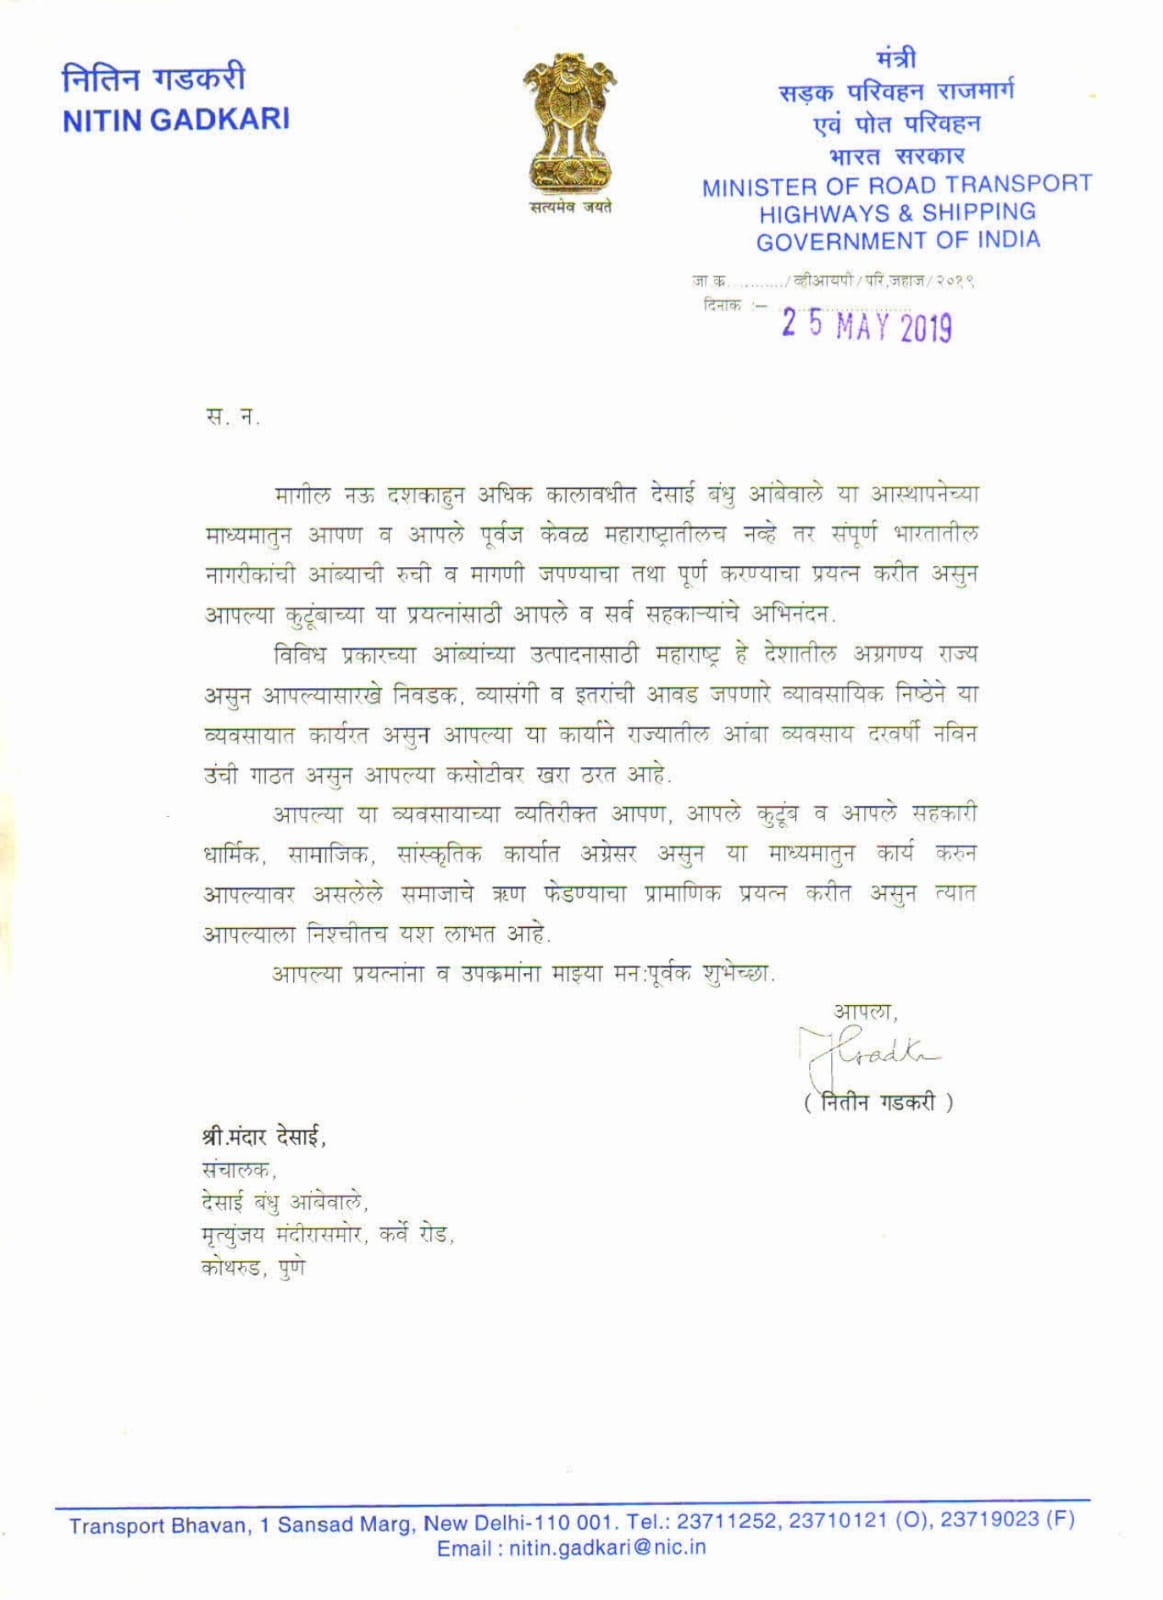 नितिन गडकरी
NITIN GADKARI
सत्यमेव जयते
मंत्री
सड़क परिवहन राजमार्ग
एवं पोत परिवहन
भारत सरकार
MINISTER OF ROAD TRANSPORT
HIGHWAYS & SHIPPING
GOVERNMENT OF INDIA
जा.क्र............/व्हीआयपी/परि,जहाज/२०१९
दिनाक :– ............................
25 MAY 2019
स. न.
मागील नऊ दशकाहुन अधिक कालावधीत देसाई बंधु आंबेवाले या आस्थापनेच्या
माध्यमातुन आपण व आपले पूर्वज केवळ महाराष्ट्रातीलच नव्हे तर संपूर्ण भारतातील
नागरीकांची आंब्याची रुची व मागणी जपण्याचा तथा पूर्ण करण्याचा प्रयत्न करीत असुन
आपल्या कुटूंबाच्या या प्रयत्नांसाठी आपले व सर्व सहकाऱ्यांचे अभिनंदन.
विविध प्रकारच्या आंब्यांच्या उत्पादनासाठी महाराष्ट्र हे देशातील अग्रगण्य राज्य
असुन आपल्यासारखे निवडक, व्यासंगी व इतरांची आवड जपणारे व्यावसायिक निष्ठेने या
व्यवसायात कार्यरत असुन आपल्या या कार्याने राज्यातील आंबा व्यवसाय दरवर्षी नविन
उंची गाठत असुन आपल्या कसोटीवर खरा ठरत आहे.
आपल्या या व्यवसायाच्या व्यतिरीक्त आपण, आपले कुटूंब व आपले सहकारी
धार्मिक, सामाजिक, सांस्कृतिक कार्यात अग्रेसर असुन या माध्यमातुन कार्य करुन
आपल्यावर असलेले समाजाचे ऋण फेडण्याचा प्रामाणिक प्रयत्न करीत असुन त्यात
आपल्याला निश्चीतच यश लाभत आहे.
आपल्या प्रयत्नांना व उपक्रमांना माझ्या मन:पूर्वक शुभेच्छा.
आपला,
( नितीन गडकरी )
श्री.मंदार देसाई,
संचालक,
देसाई बंधु आंबेवाले,
मृत्युंजय मंदीरासमोर, कर्वे रोड,
कोथरुड, पुणे
Transport Bhavan, 1 Sansad Marg, New Delhi-110 001. Tel.: 23711252, 23710121 (O), 23719023 (F)
Email : nitin.gadkari@nic.in